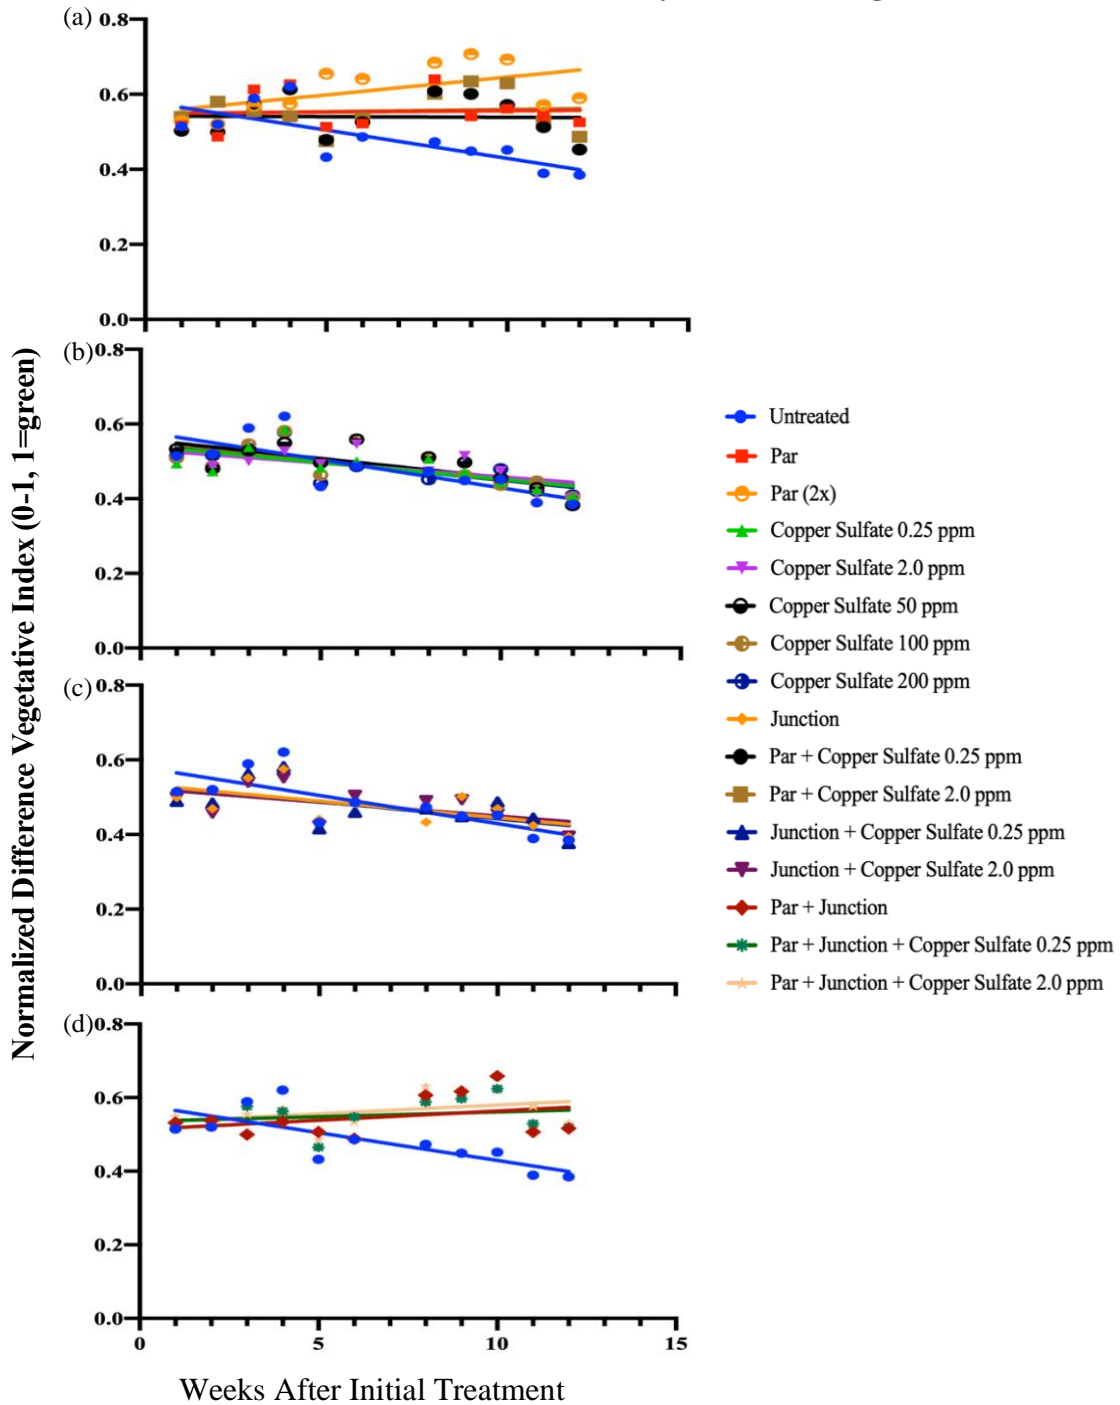 (a)
0.8
0.6
0.4
0.2
0.0
(b)
0.8
0.6
0.4
0.2
0.0
(c)
0.8
0.6
0.4
0.2
0.0
(d)
0.8
0.6
0.4
0.2
0.0
0 5 10 15
Weeks After Initial Treatment
Normalized Difference Vegetative Index (0-1, 1=green)
Untreated
Par
Par (2x)
Copper Sulfate 0.25 ppm
Copper Sulfate 2.0 ppm
Copper Sulfate 50 ppm
Copper Sulfate 100 ppm
Copper Sulfate 200 ppm
Junction
Par + Copper Sulfate 0.25 ppm
Par + Copper Sulfate 2.0 ppm
Junction + Copper Sulfate 0.25 ppm
Junction + Copper Sulfate 2.0 ppm
Par + Junction
Par + Junction + Copper Sulfate 0.25 ppm
Par + Junction + Copper Sulfate 2.0 ppm